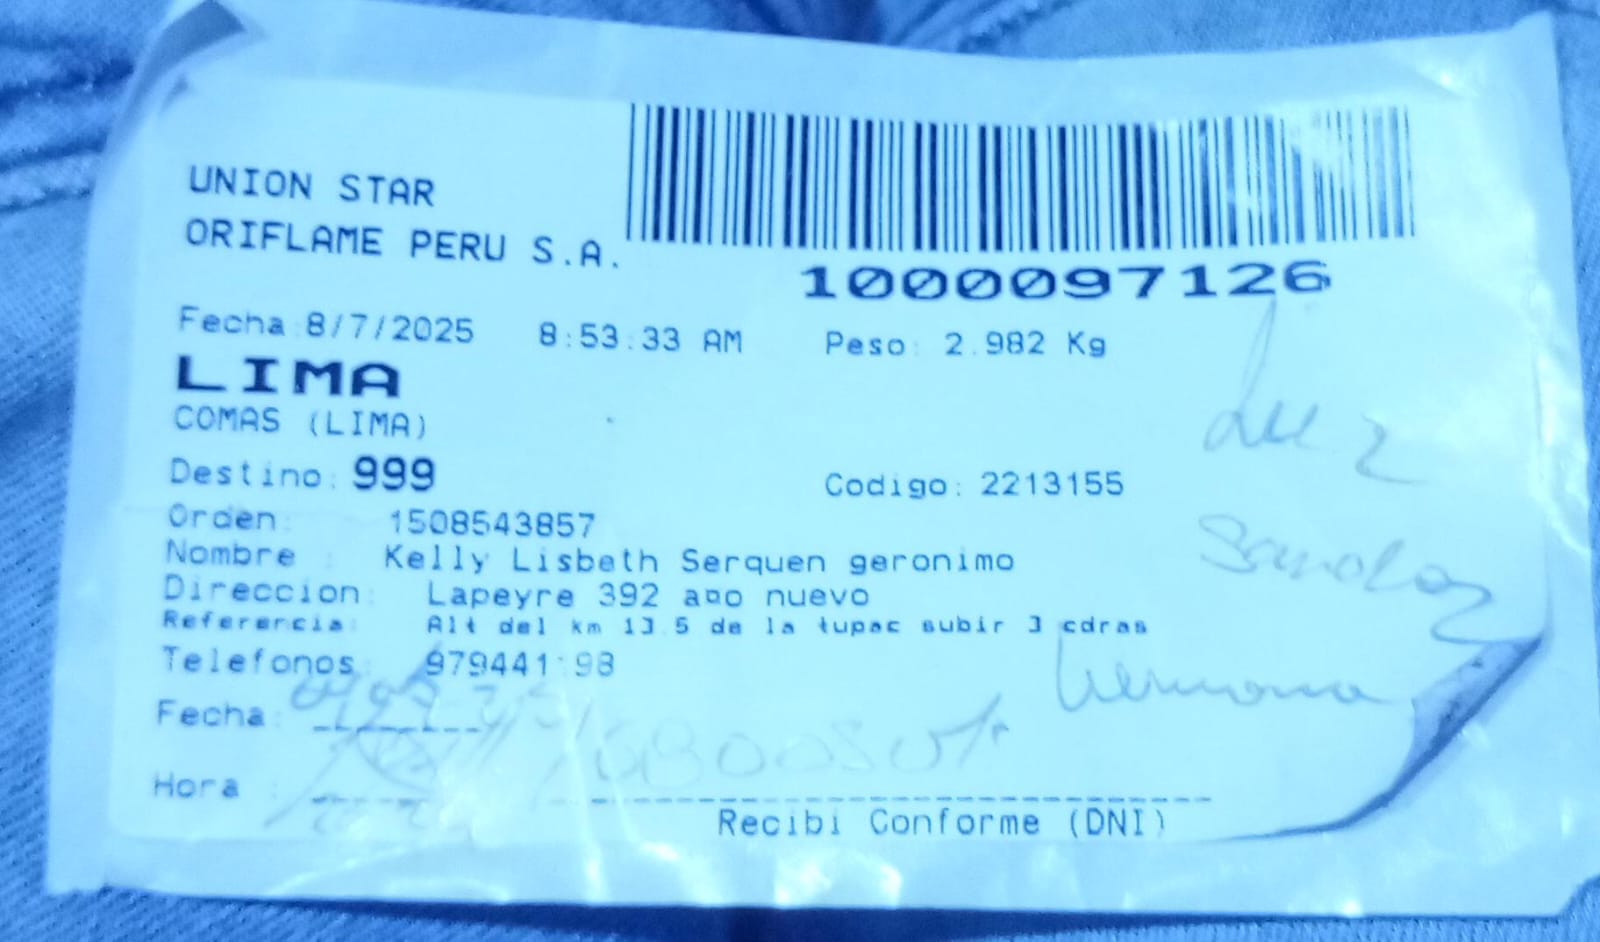 UNION STAR
ORIFLAME PERU S.A.
1000097126
Fecha:8/7/2025 8:53:33 AM Peso: 2.982 Kg
LIMA
COMAS (LIMA)
Destino: 999 Codigo: 2213155
Orden: 1508543857
Nombre : Kelly Lisbeth Serquen geronimo
Direccion: Lapeyre 392 a¤o nuevo
Referencia: Alt del km 13.5 de la tupac subir 3 cdras
Telefonos:
Fecha:
Hora :
Recibi Conforme (DNI)
Luz
hermana